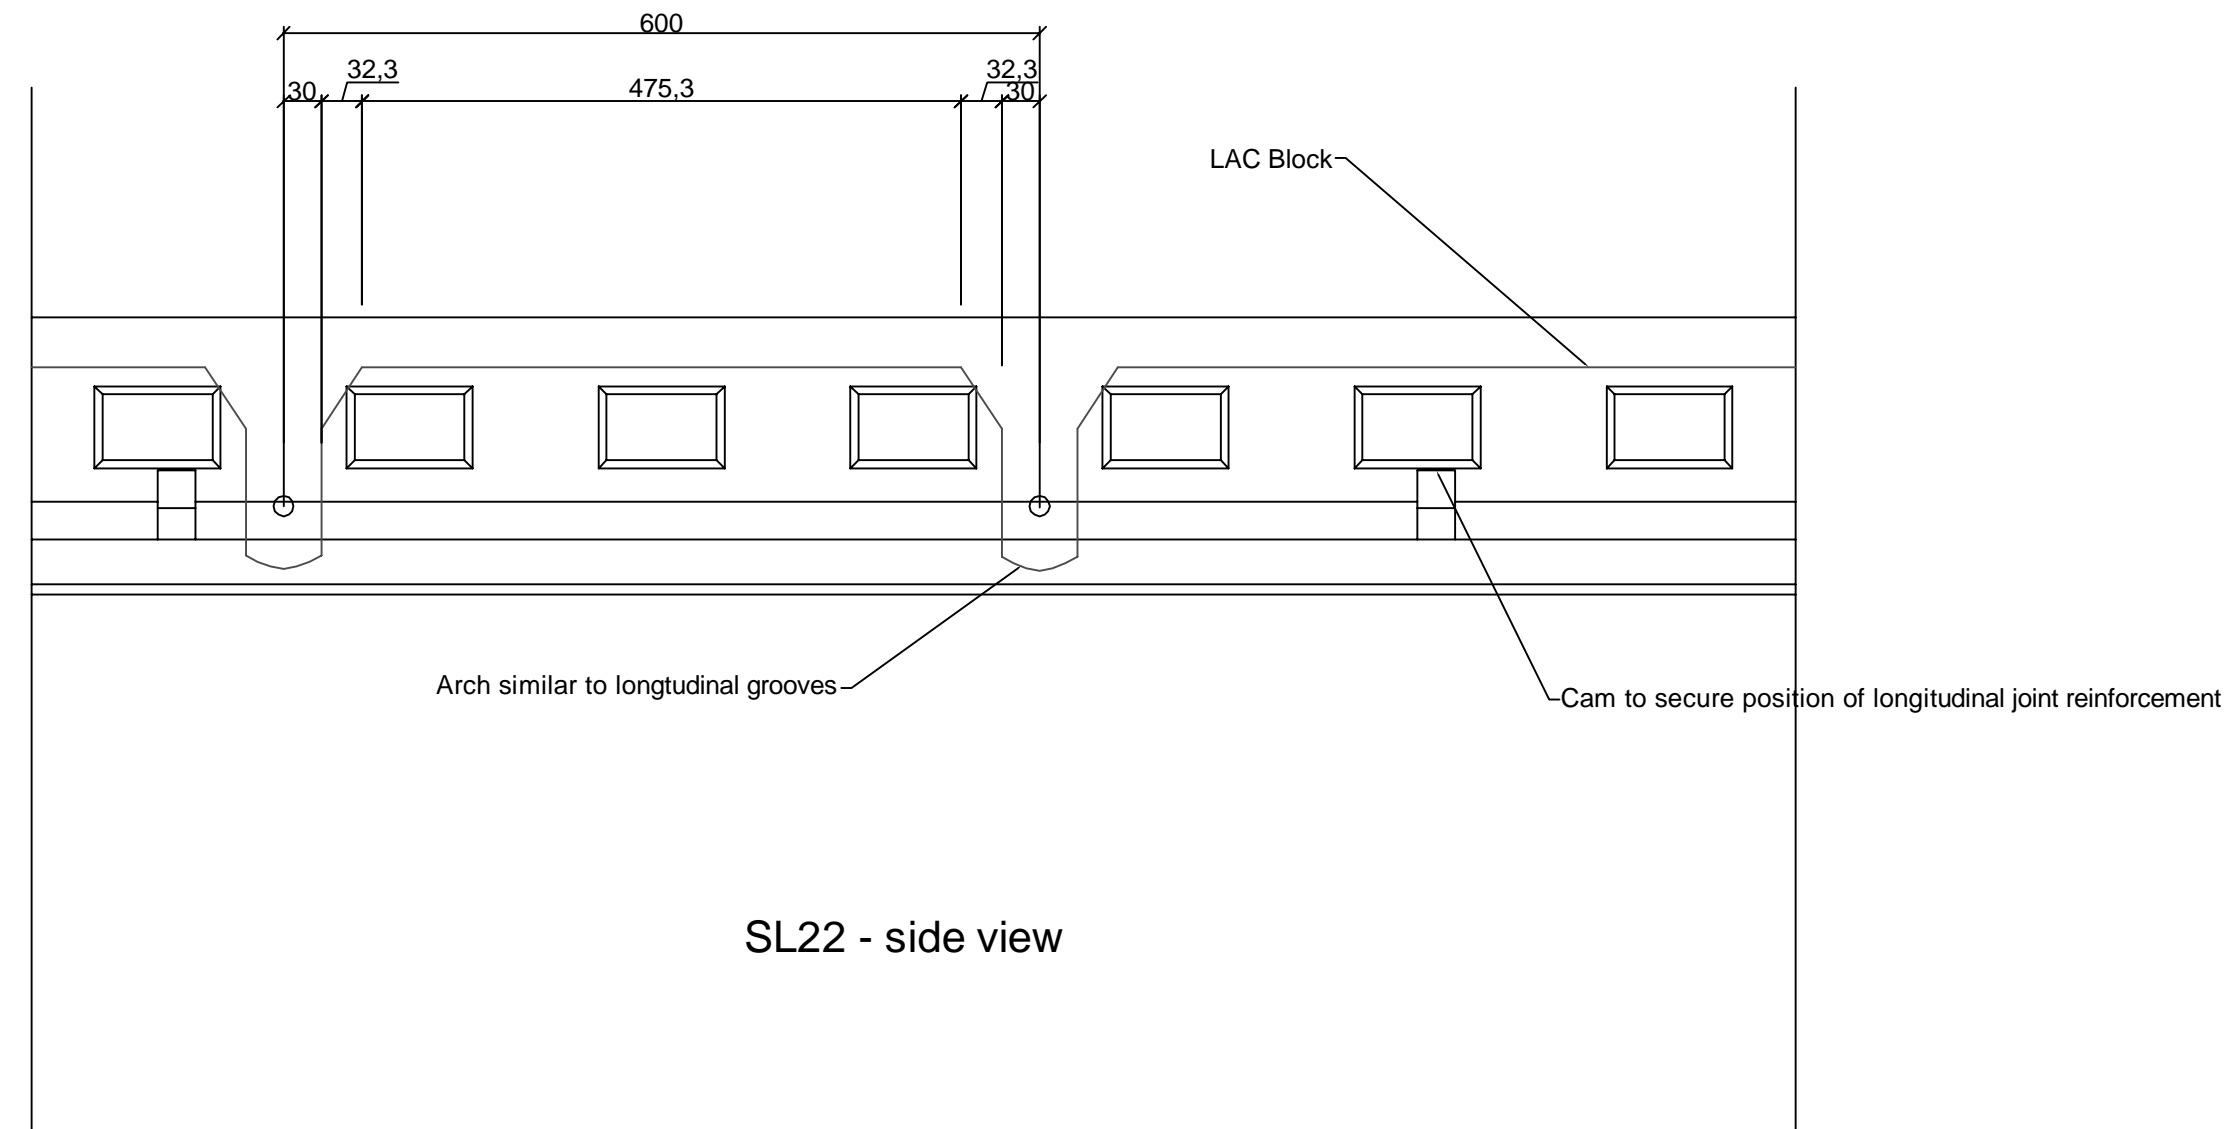 600
32,3
32,3
30
475,3
30
LAC Block
Arch similar to longtudinal grooves
Cam to secure position of longitudinal joint reinforcement
SL22 - side view